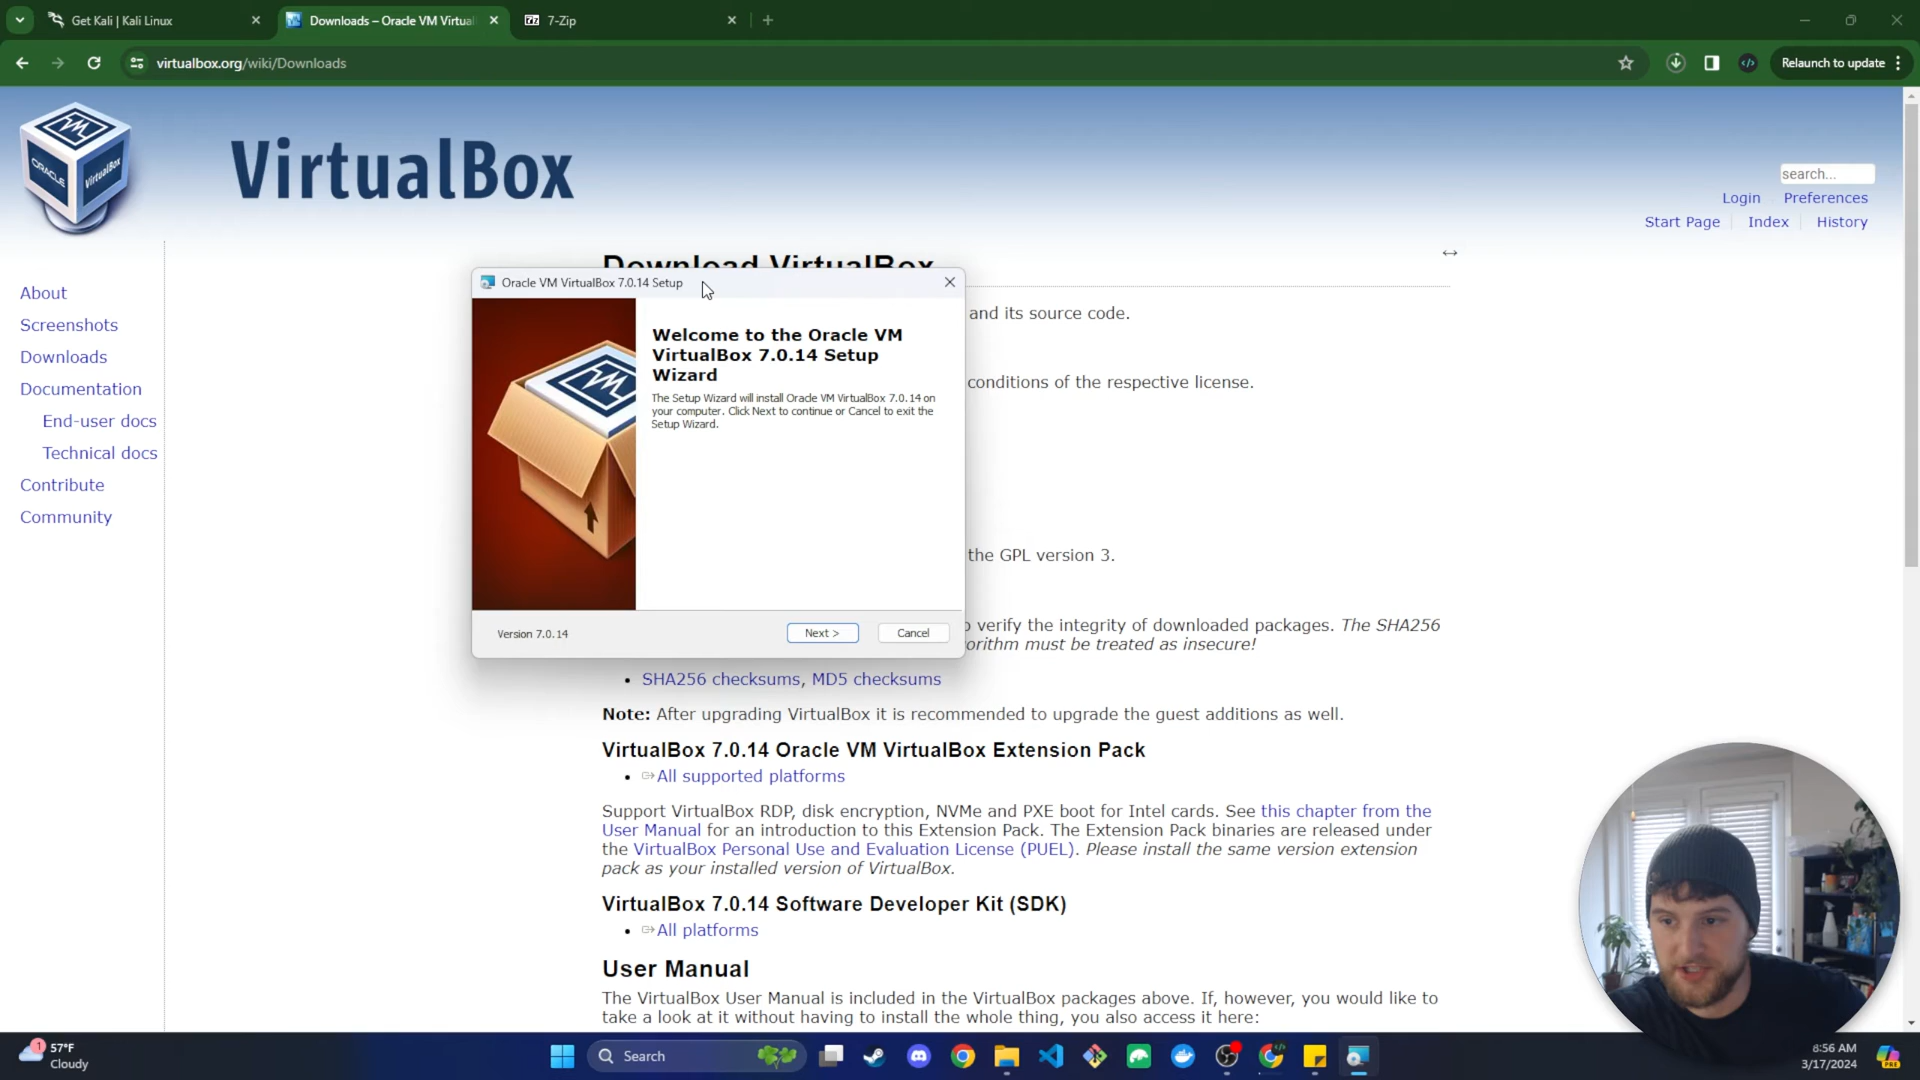 Get Kali | Kali Linux
Downloads – Oracle VM Virtual
7-Zip
virtualbox.org/wiki/Downloads
Relaunch to update
ORACLE
VirtualBox
VirtualBox
search...
Login
Preferences
Start Page
Index
History
About
Screenshots
Downloads
Documentation
End-user docs
Technical docs
Contribute
Community
Download VirtualBox
Oracle VM VirtualBox 7.0.14 Setup
and its source code.
Welcome to the Oracle VM
VirtualBox 7.0.14 Setup
Wizard
conditions of the respective license.
The Setup Wizard will install Oracle VM VirtualBox 7.0.14 on
your computer. Click Next to continue or Cancel to exit the
Setup Wizard.
the GPL version 3.
Version 7.0.14
Next >
Cancel
verify the integrity of downloaded packages. The SHA256
must be treated as insecure!
• SHA256 checksums, MD5 checksums
Note: After upgrading VirtualBox it is recommended to upgrade the guest additions as well.
VirtualBox 7.0.14 Oracle VM VirtualBox Extension Pack
• All supported platforms
Support VirtualBox RDP, disk encryption, NVMe and PXE boot for Intel cards. See this chapter from the
User Manual for an introduction to this Extension Pack. The Extension Pack binaries are released under
the VirtualBox Personal Use and Evaluation License (PUEL). Please install the same version extension
pack as your installed version of VirtualBox.
VirtualBox 7.0.14 Software Developer Kit (SDK)
• All platforms
User Manual
The VirtualBox User Manual is included in the VirtualBox packages above. If, however, you would like to
take a look at it without having to install the whole thing, you also access it here:
1
57°F
Cloudy
Search
8:56 AM
3/17/2024
PRE